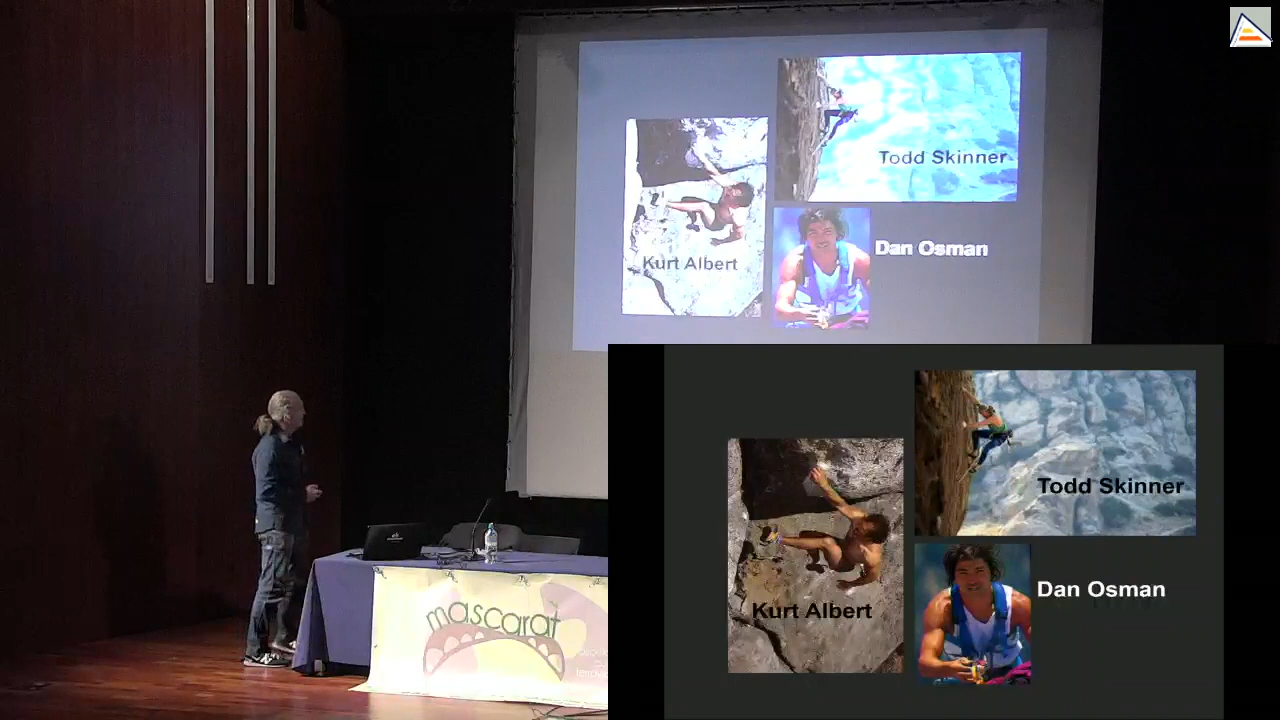 Todd Skinner
Kurt Albert
Dan Osman
Todd Skinner
Dan Osman
Kurt Albert
mascarat